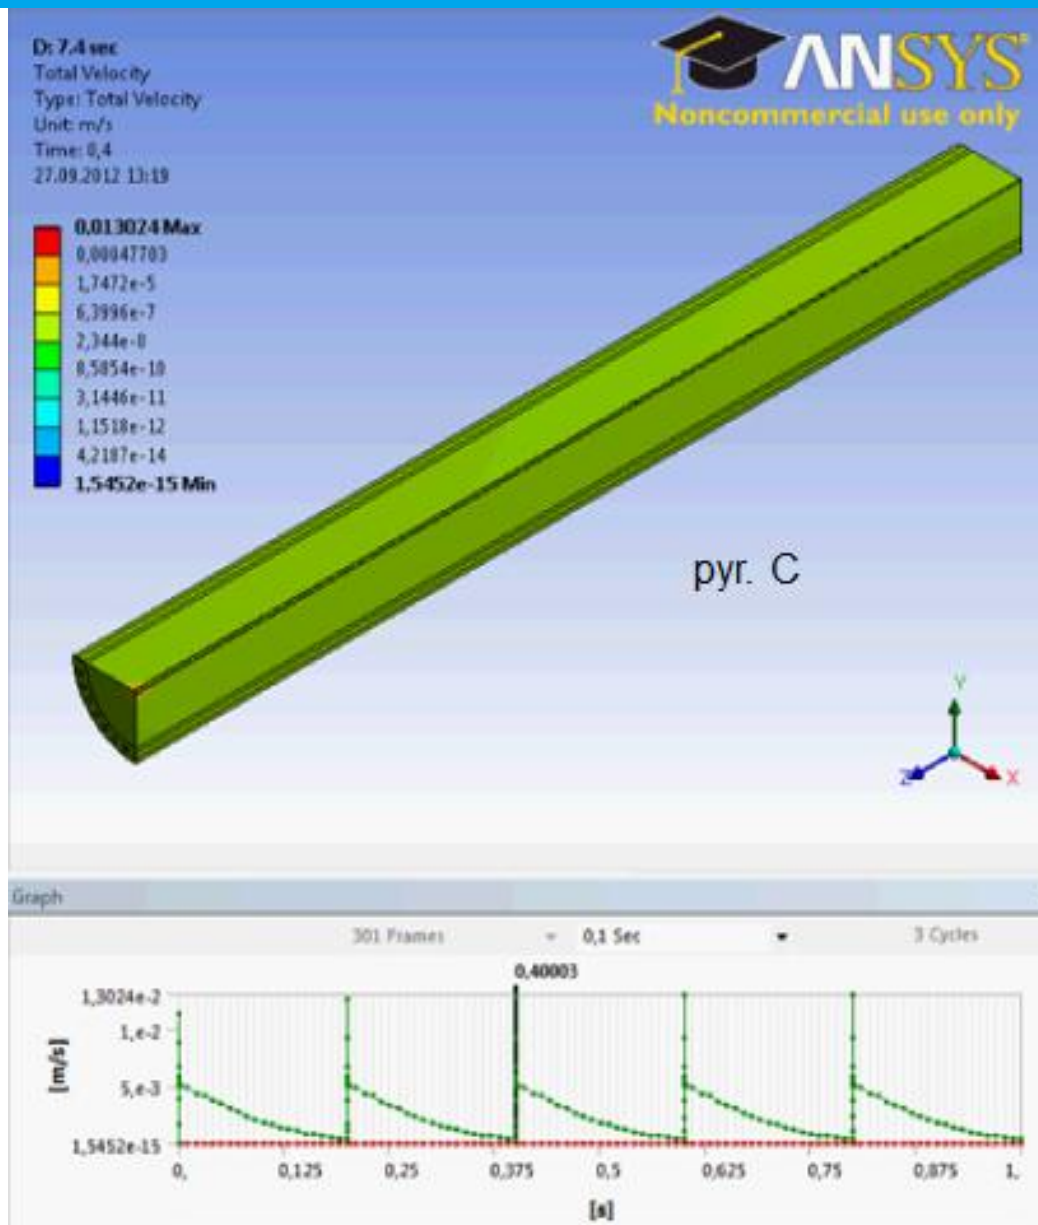 D: 7.4 sec
Total Velocity
Type: Total Velocity
Unit: m/s
Time: 0,4
27.09.2012 13:19
ANSYS
Noncommercial use only
0,013024 Max
0,00047703
1,7472e-5
6,3996e-7
2,344e-8
8,5854e-10
3,1446e-11
1,1518e-12
4,2187e-14
1,5452e-15 Min
pyr. C
Y
Z X
Graph
301 Frames 0,1 Sec 3 Cycles
0,40003
1,3024e-2
1,e-2
5,e-3
1,5452e-15
[m/s]
0, 0,125 0,25 0,375 0,5 0,625 0,75 0,875 1,
[s]